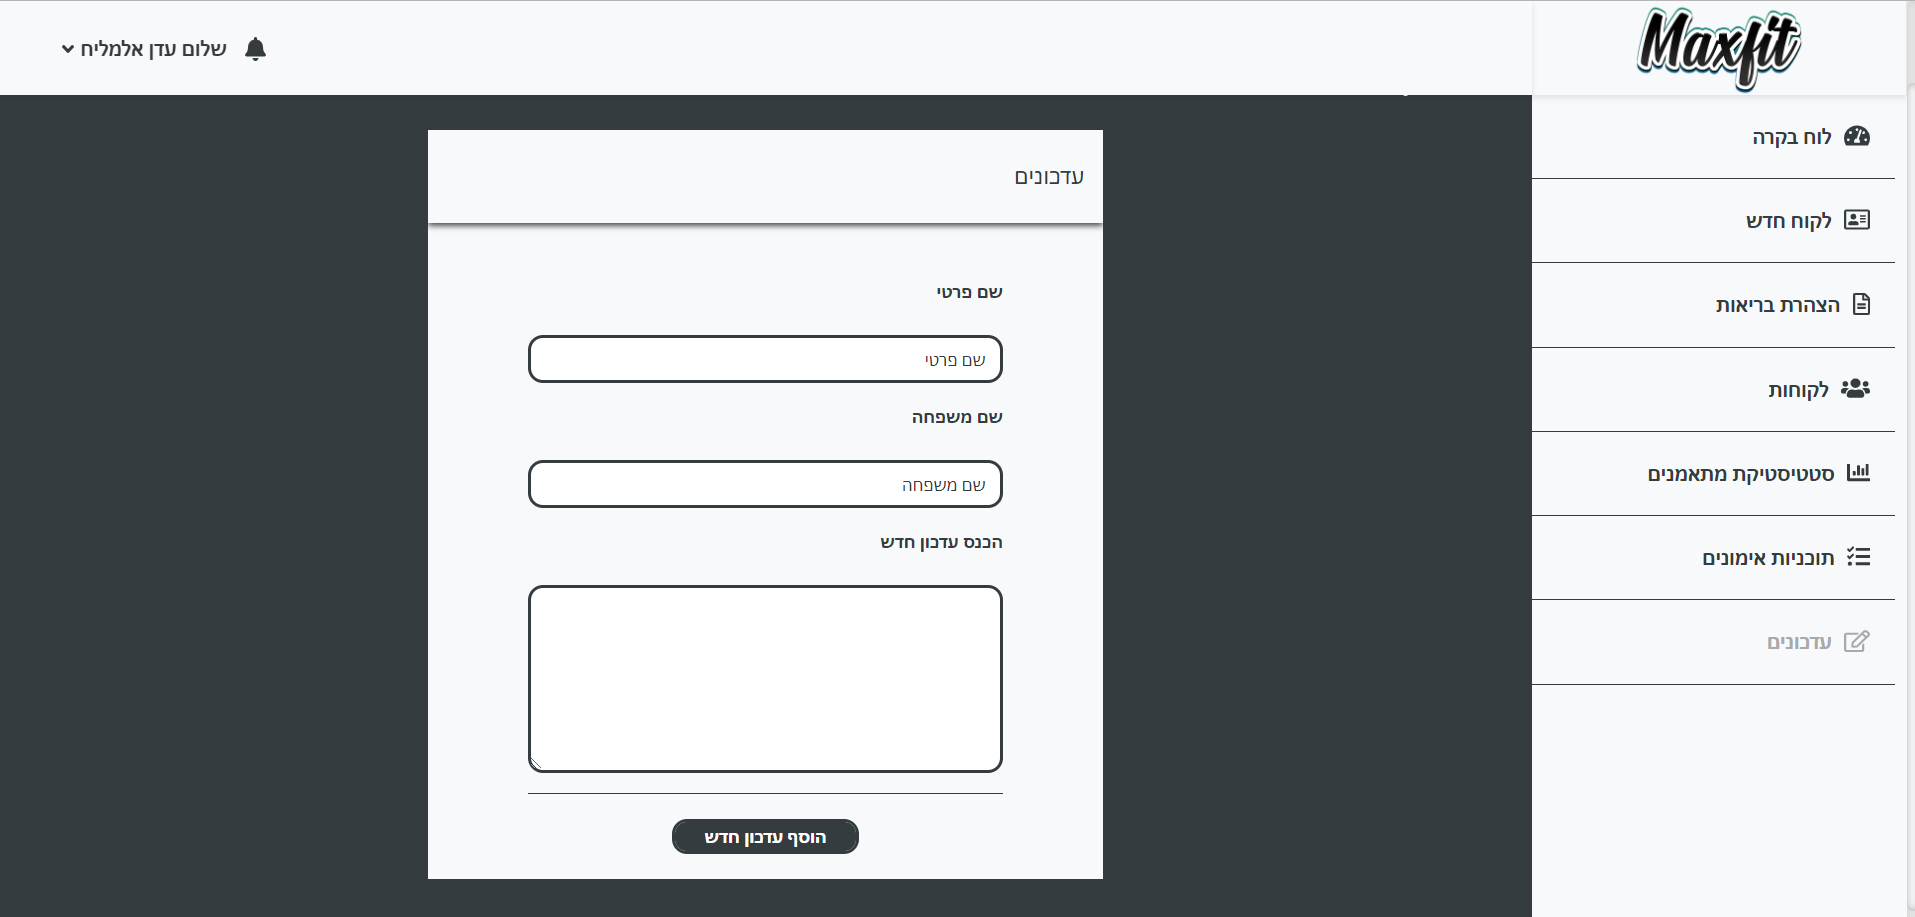 Maxfit
שלום עדן אלמליח
לוח בקרה
לקוח חדש
הצהרת בריאות
לקוחות
סטטיסטיקת מתאמנים
תוכניות אימונים
עדכונים
עדכונים
שם פרטי
שם פרטי
שם משפחה
שם משפחה
הכנס עדכון חדש
הוסף עדכון חדש